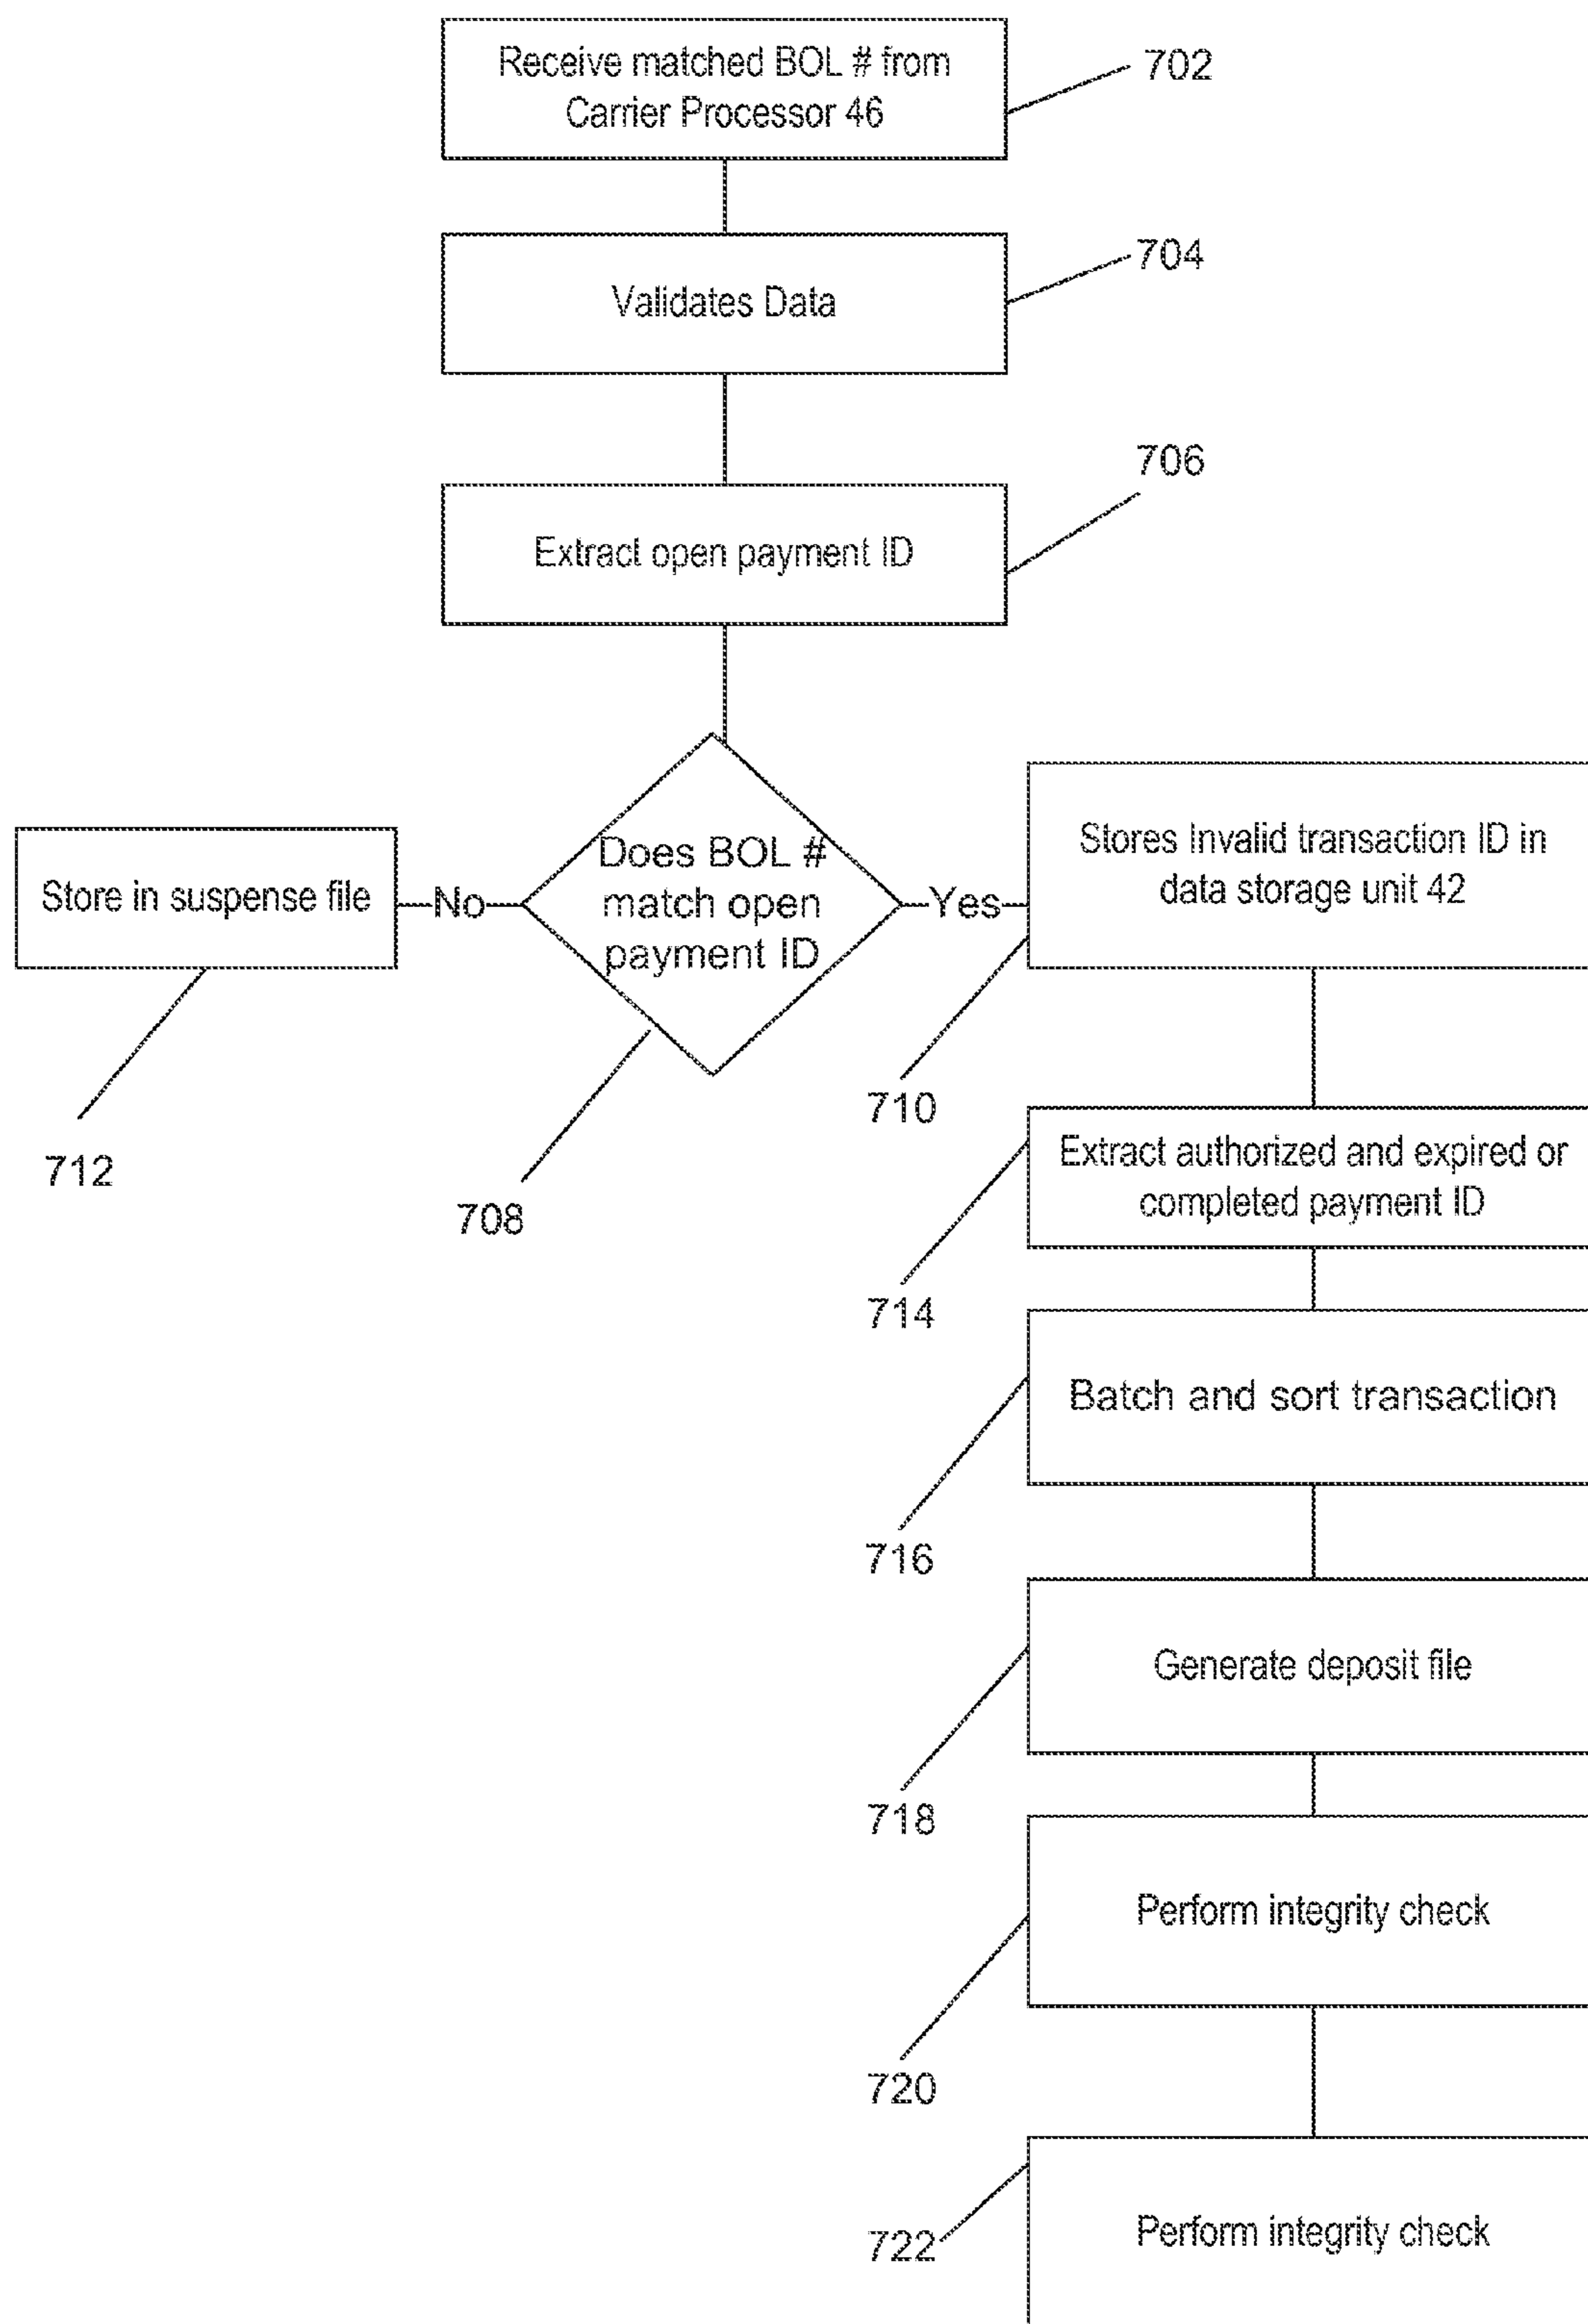 Receive matched BOL # from
Carrier Processor 46
702
Validates Data
704
706
Extract open payment ID
Does BOL #
match open
payment ID
Store in suspense file
No
Yes
Stores Invalid transaction ID in
data storage unit 42
710
712
708
Extract authorized and expired or
completed payment ID
714
Batch and sort transaction
716
Generate deposit file
718
Perform integrity check
720
Perform integrity check
722